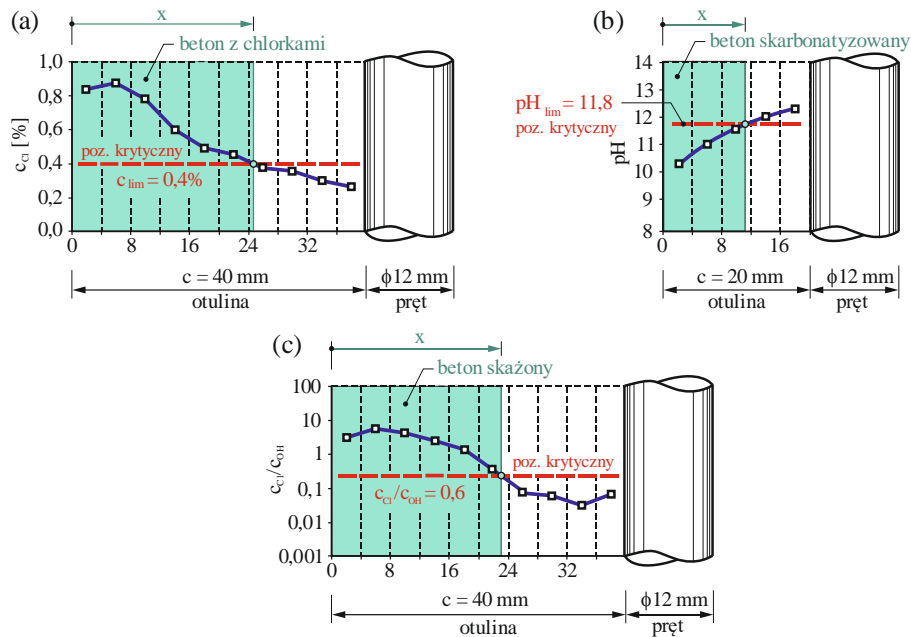 (a)
x
beton z chlorkami
1,0
0,8
0,6
0,4
0,2
0,0
c_Cl [%]
poz. krytyczny
c_lim = 0,4%
0 8 16 24 32
c = 40 mm
ϕ12 mm
otulina
pręt
(b)
x
beton skarbonatyzowany
14
13
12
11
10
9
8
pH
pH_lim = 11,8
poz. krytyczny
0 8 16
c = 20 mm
ϕ12 mm
otulina
pręt
(c)
x
beton skażony
100
10
1
0,1
0,01
0,001
c_Cl/c_OH
poz. krytyczny
c_Cl/c_OH = 0,6
0 8 16 24 32
c = 40 mm
ϕ12 mm
otulina
pręt